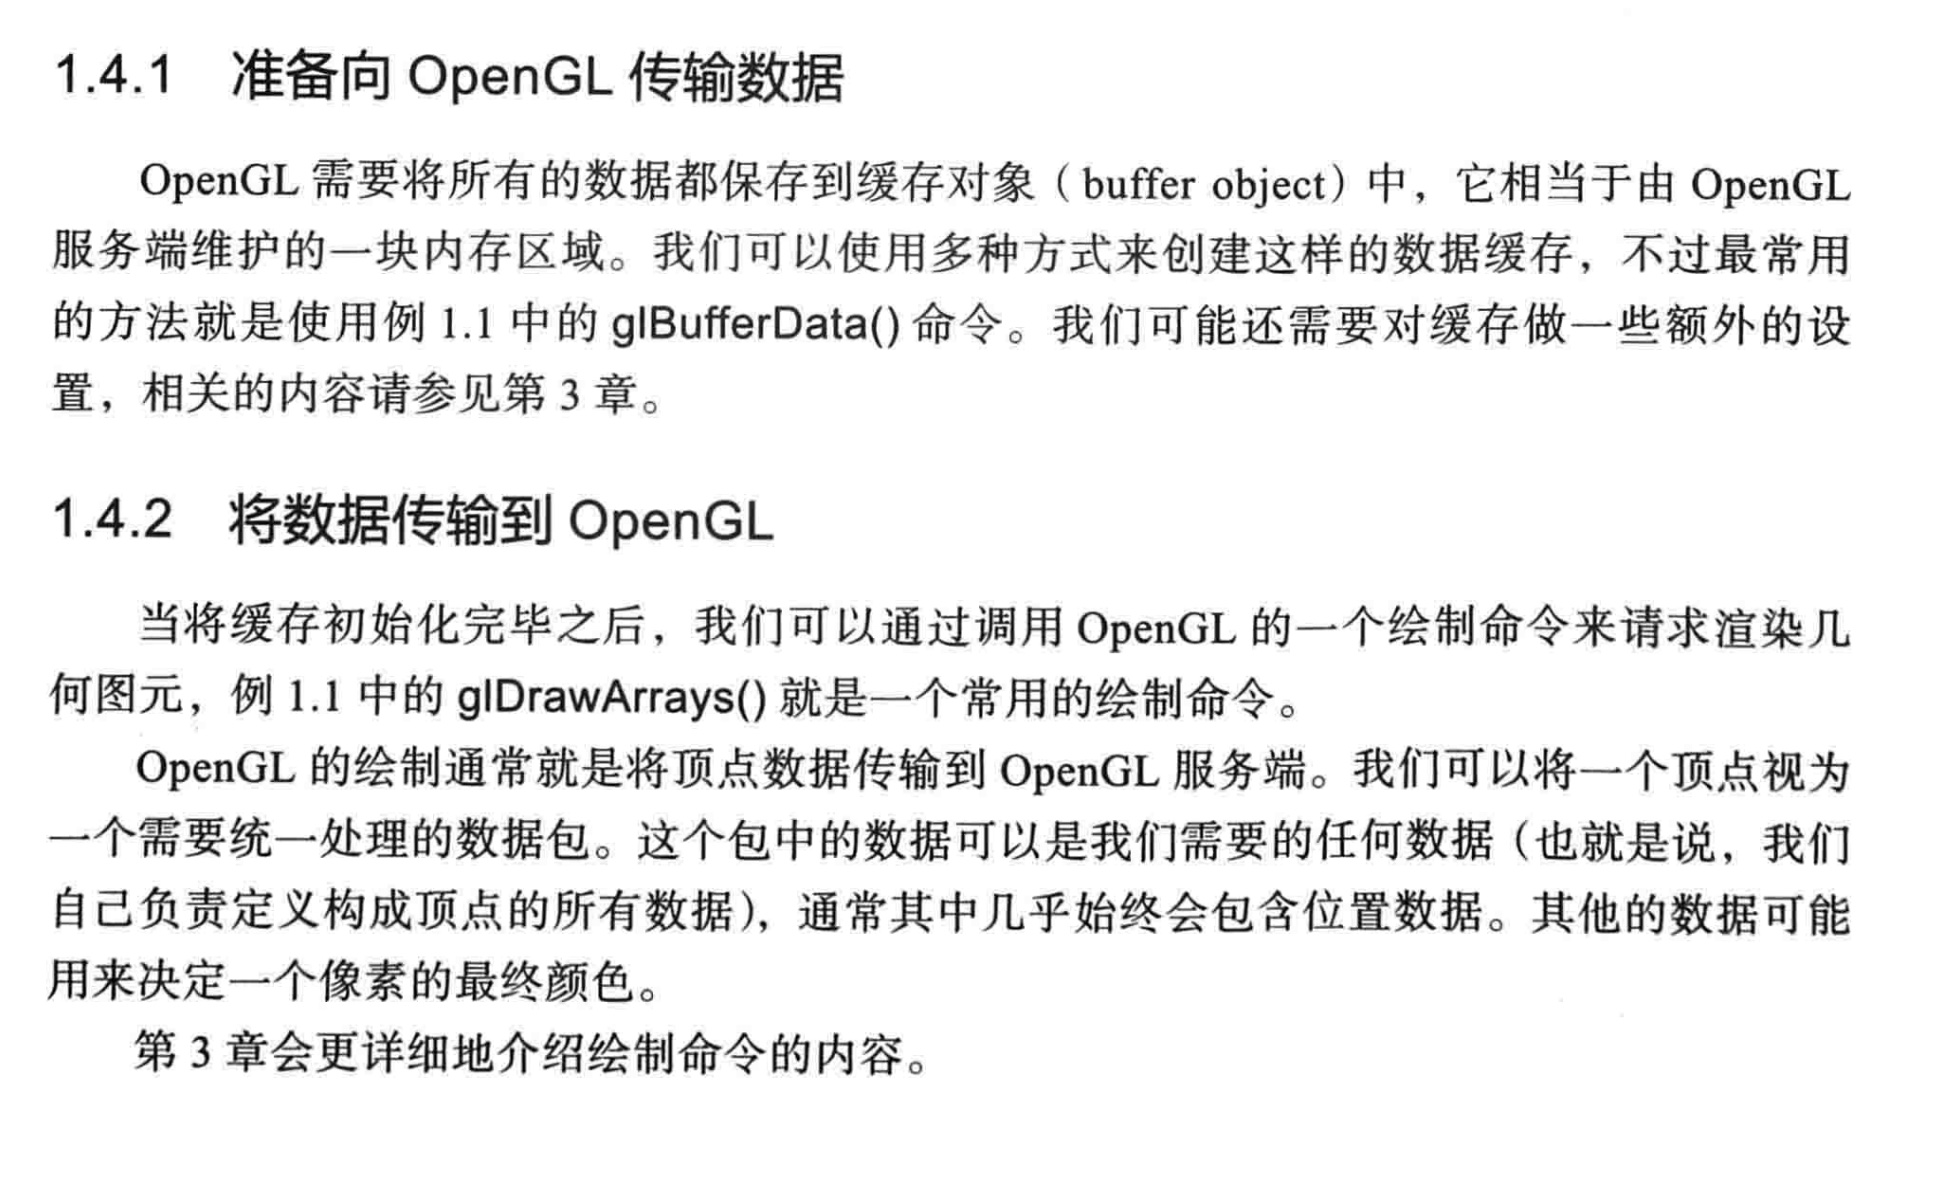 1.4.1 准备向 OpenGL 传输数据
OpenGL 需要将所有的数据都保存到缓存对象（buffer object）中，它相当于由 OpenGL
服务端维护的一块内存区域。我们可以使用多种方式来创建这样的数据缓存，不过最常用
的方法就是使用例 1.1 中的 glBufferData() 命令。我们可能还需要对缓存做一些额外的设
置，相关的内容请参见第 3 章。
1.4.2 将数据传输到 OpenGL
当将缓存初始化完毕之后，我们可以通过调用 OpenGL 的一个绘制命令来请求渲染几
何图元，例 1.1 中的 glDrawArrays() 就是一个常用的绘制命令。
OpenGL 的绘制通常就是将顶点数据传输到 OpenGL 服务端。我们可以将一个顶点视为
一个需要统一处理的数据包。这个包中的数据可以是我们需要的任何数据（也就是说，我们
自己负责定义构成顶点的所有数据），通常其中几乎始终会包含位置数据。其他的数据可能
用来决定一个像素的最终颜色。
第 3 章会更详细地介绍绘制命令的内容。